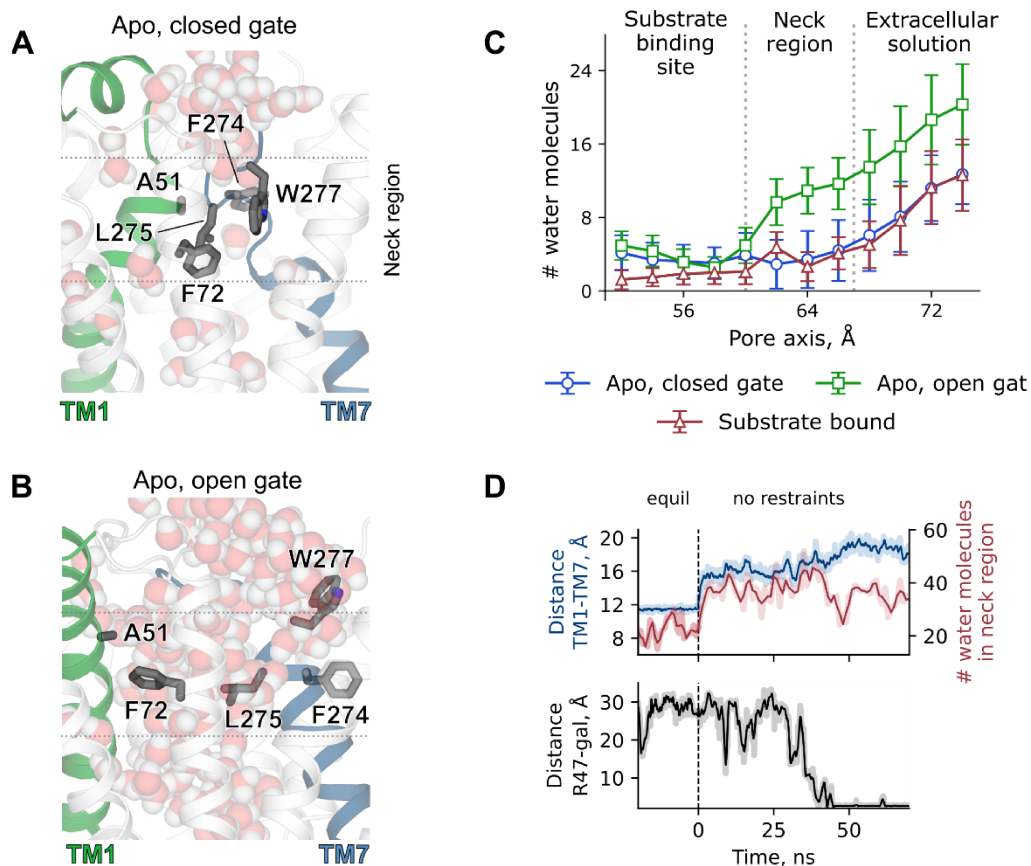 A
Apo, closed gate
F274
A51
W277
L275
F72
Neck region
TM1
TM7
B
Apo, open gate
W277
A51
F72
L275
F274
TM1
TM7
C
Substrate
binding
site
Neck
region
Extracellular
solution
# water molecules
24
16
8
0
56
64
72
Pore axis, Å
Apo, closed gate
Apo, open gat
Substrate bound
D
equil
no restraints
Distance
TM1-TM7, Å
20
16
12
8
60
40
20
# water molecules
in neck region
Distance
R47-gal, Å
30
20
10
0
25
50
Time, ns